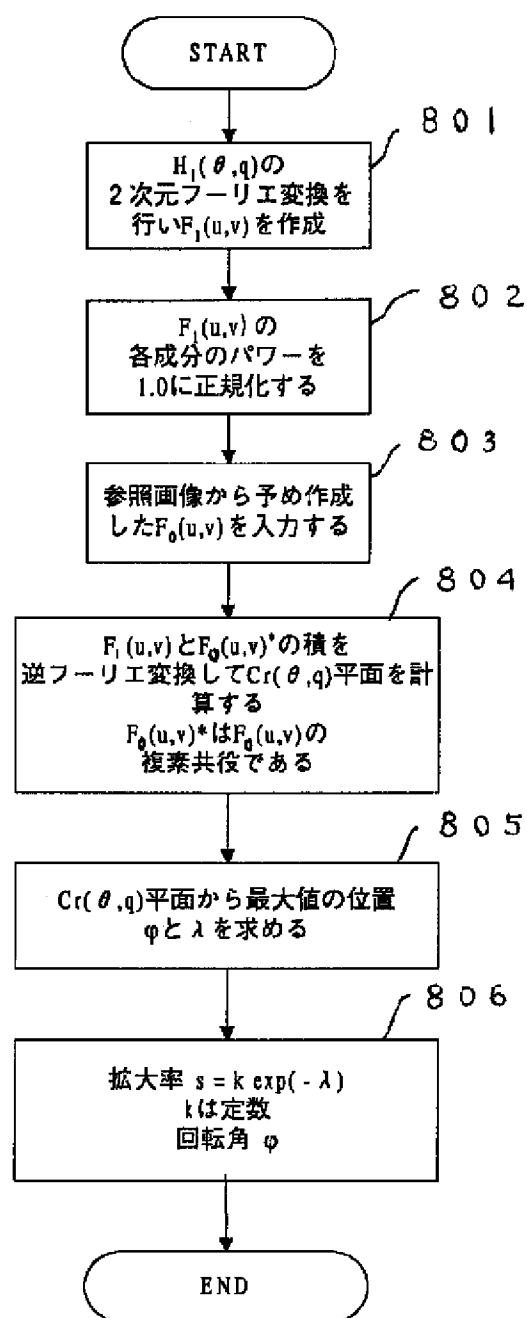 START
801
H₁(θ,q)の
2次元フーリエ変換を
行いF₁(u,v)を作成
802
F₁(u,v)の
各成分のパワーを
1.0に正規化する
803
参照画像から予め作成
したF₀(u,v)を入力する
804
F₁(u,v)とF₀(u,v)*の積を
逆フーリエ変換してCr(θ,q)平面を計
算する
F₀(u,v)*はF₀(u,v)の
複素共役である
805
Cr(θ,q)平面から最大値の位置
φとλを求める
806
拡大率 s = k exp(-λ)
kは定数
回転角 φ
END